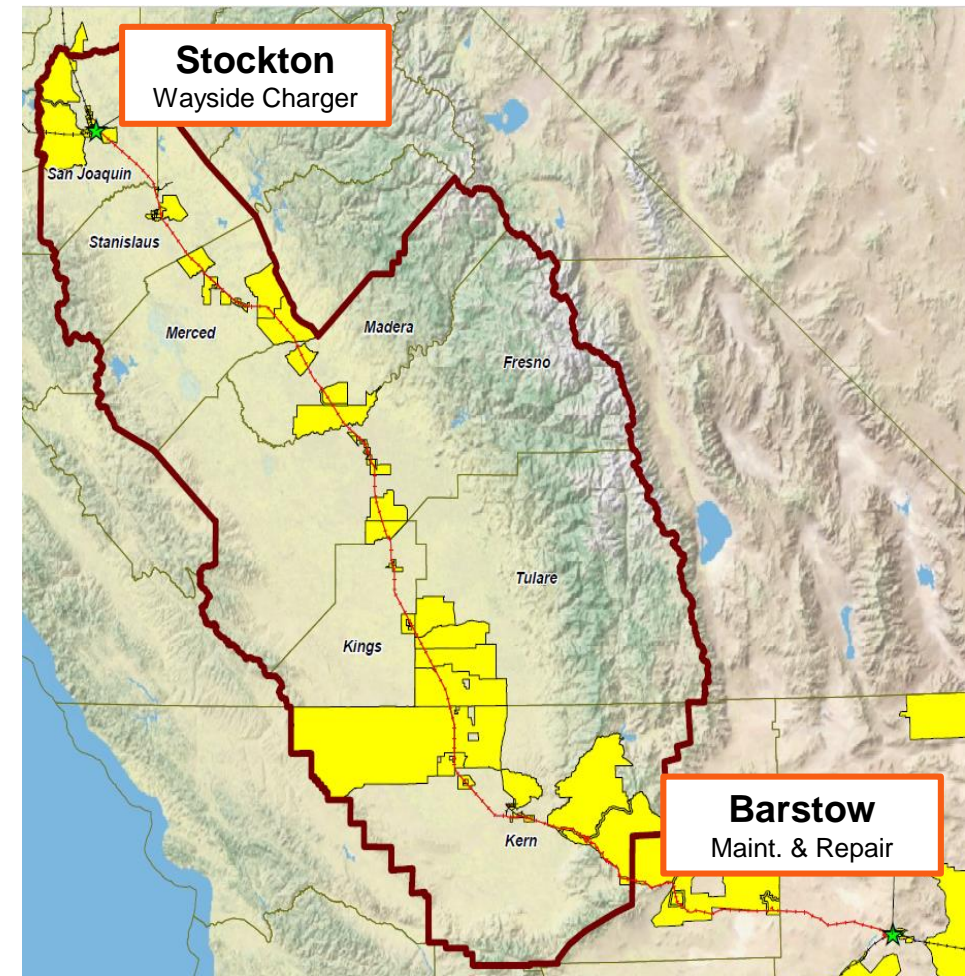 Stockton
Wayside Charger
San Joaquin
Stanislaus
Merced
Madera
Fresno
Tulare
Kings
Barstow
Maint. & Repair
Kern